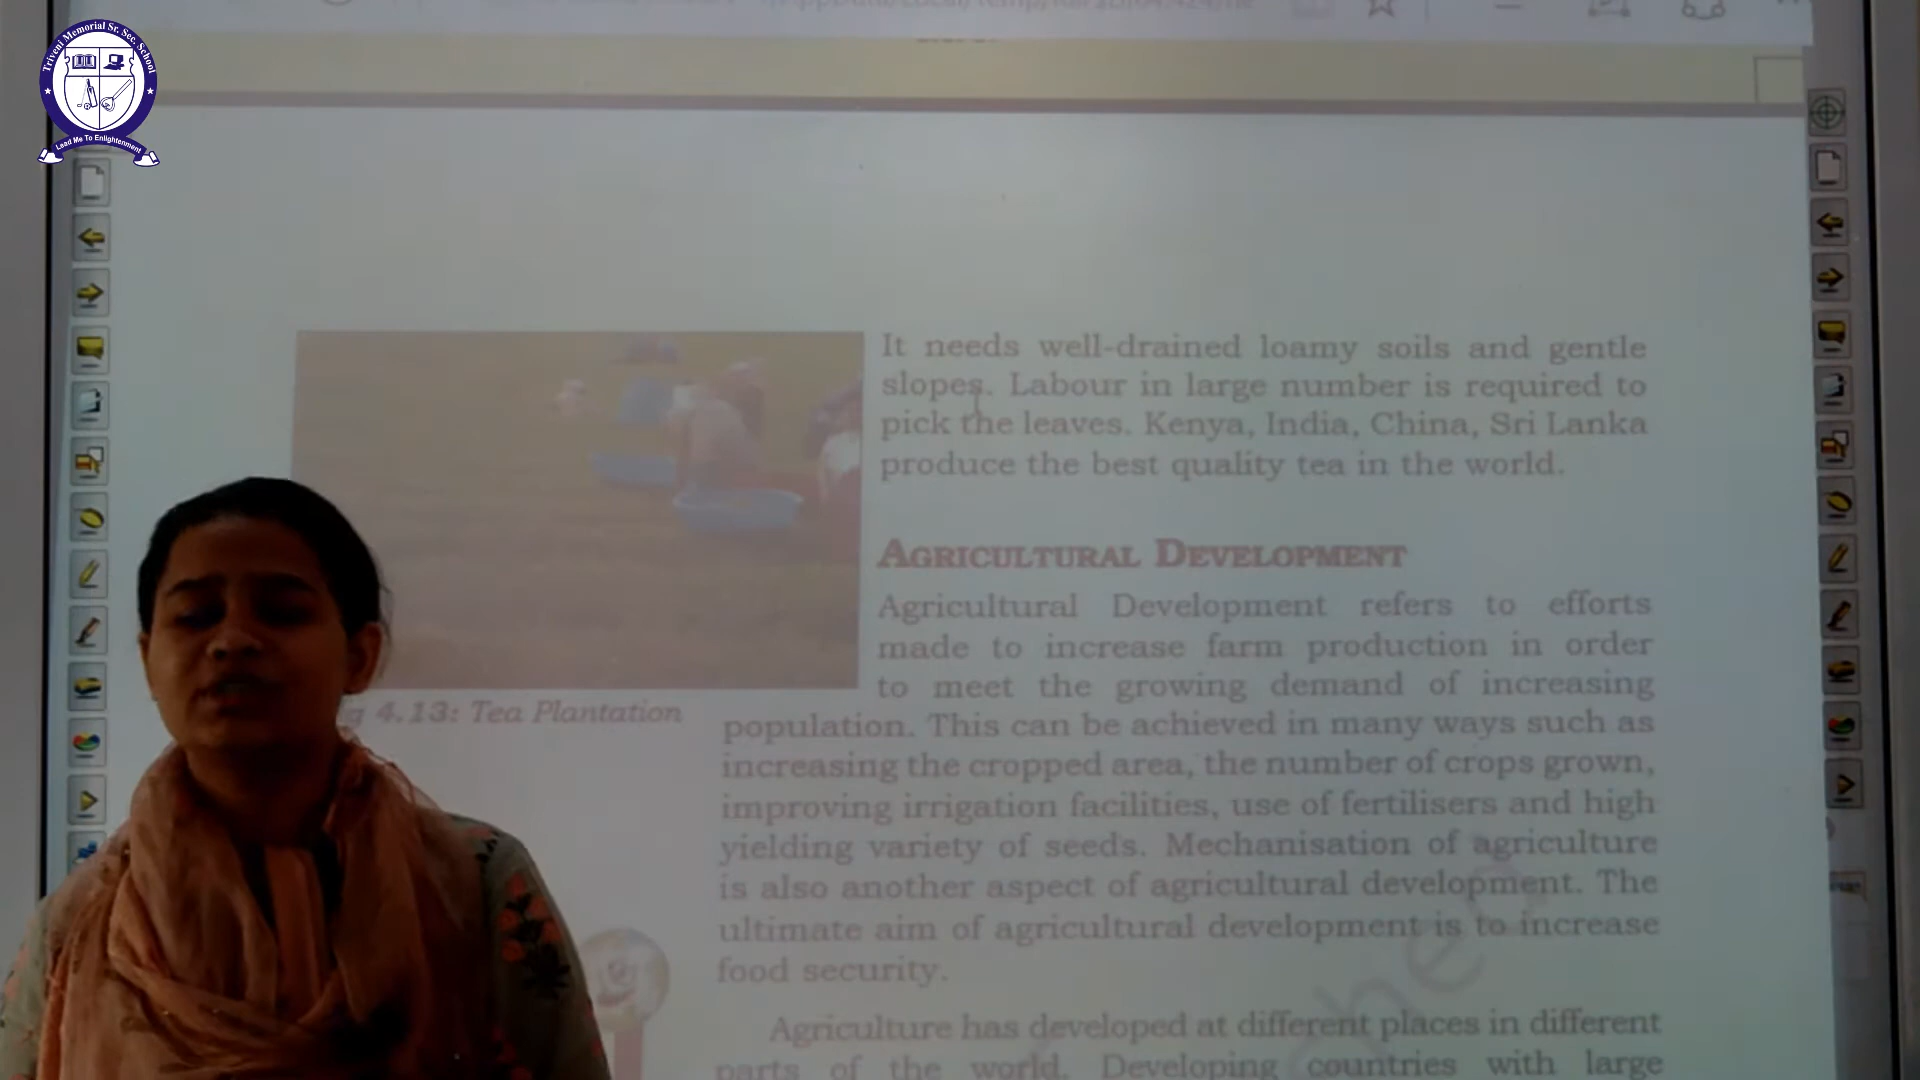 Triveni Memorial Sr. Sec. School
Lead Me To Enlightenment
It needs well-drained loamy soils and gentle
slopes. Labour in large number is required to
pick the leaves. Kenya, India, China, Sri Lanka
produce the best quality tea in the world.
4.13: Tea Plantation
AGRICULTURAL DEVELOPMENT
Agricultural Development refers to efforts
made to increase farm production in order
to meet the growing demand of increasing
population. This can be achieved in many ways such as
increasing the cropped area, the number of crops grown,
improving irrigation facilities, use of fertilisers and high
yielding variety of seeds. Mechanisation of agriculture
is also another aspect of agricultural development. The
ultimate aim of agricultural development is to increase
food security.
Agriculture has developed at different places in different
parts of the world. Developing countries with large